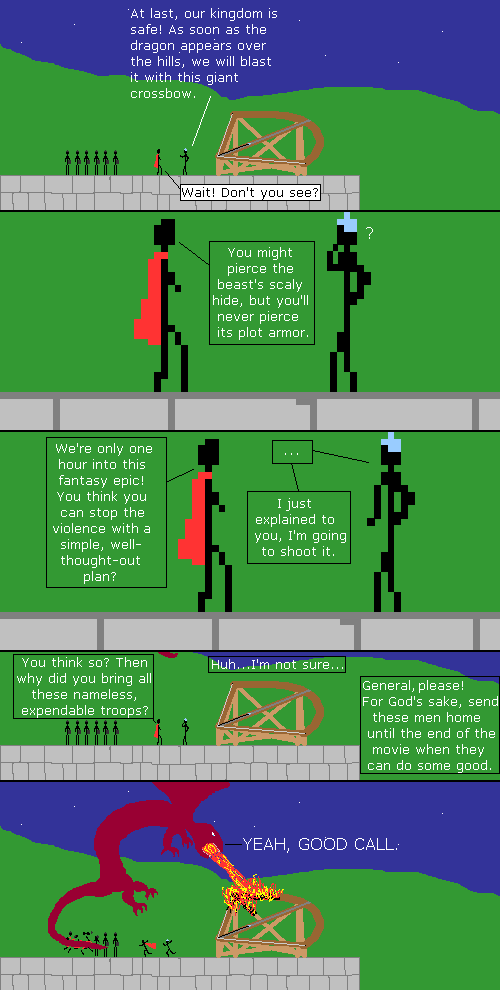 At last, our kingdom is
safe! As soon as the
dragon appears over
the hills, we will blast
it with this giant
crossbow.
Wait! Don't you see?
?
You might
pierce the
beast's scaly
hide, but you'll
never pierce
its plot armor.
We're only one
hour into this
fantasy epic!
You think you
can stop the
violence with a
simple, well-
thought-out
plan?
...
I just
explained to
you, I'm going
to shoot it.
You think so? Then
why did you bring all
these nameless,
expendable troops?
Huh...I'm not sure...
General, please!
For God's sake, send
these men home
until the end of the
movie when they
can do some good.
YEAH, GOOD CALL.